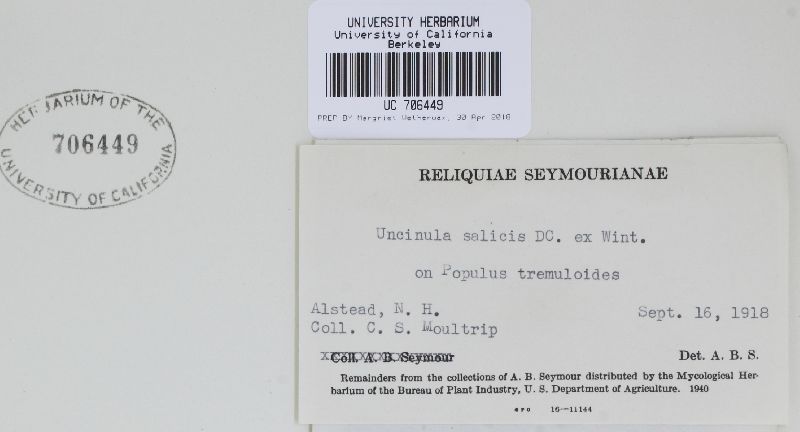 UNIVERSITY HERBARIUM
University of California
Berkeley
UC 706449
PREP BY Margriet Wetherwax, 30 Apr 2018
HERBARIUM OF THE
706449
UNIVERSITY OF CALIFORNIA
RELIQUIAE SEYMOURIANAE
Uncinula salicis DC. ex Wint.
on Populus tremuloides
Alstead, N. H.
Sept. 16, 1918
Coll. C. S. Moultrip
Coll. A. B. Seymour
Det. A. B. S.
Remainders from the collections of A. B. Seymour distributed by the Mycological Her-
barium of the Bureau of Plant Industry, U. S. Department of Agriculture. 1940
GPO 16—11144